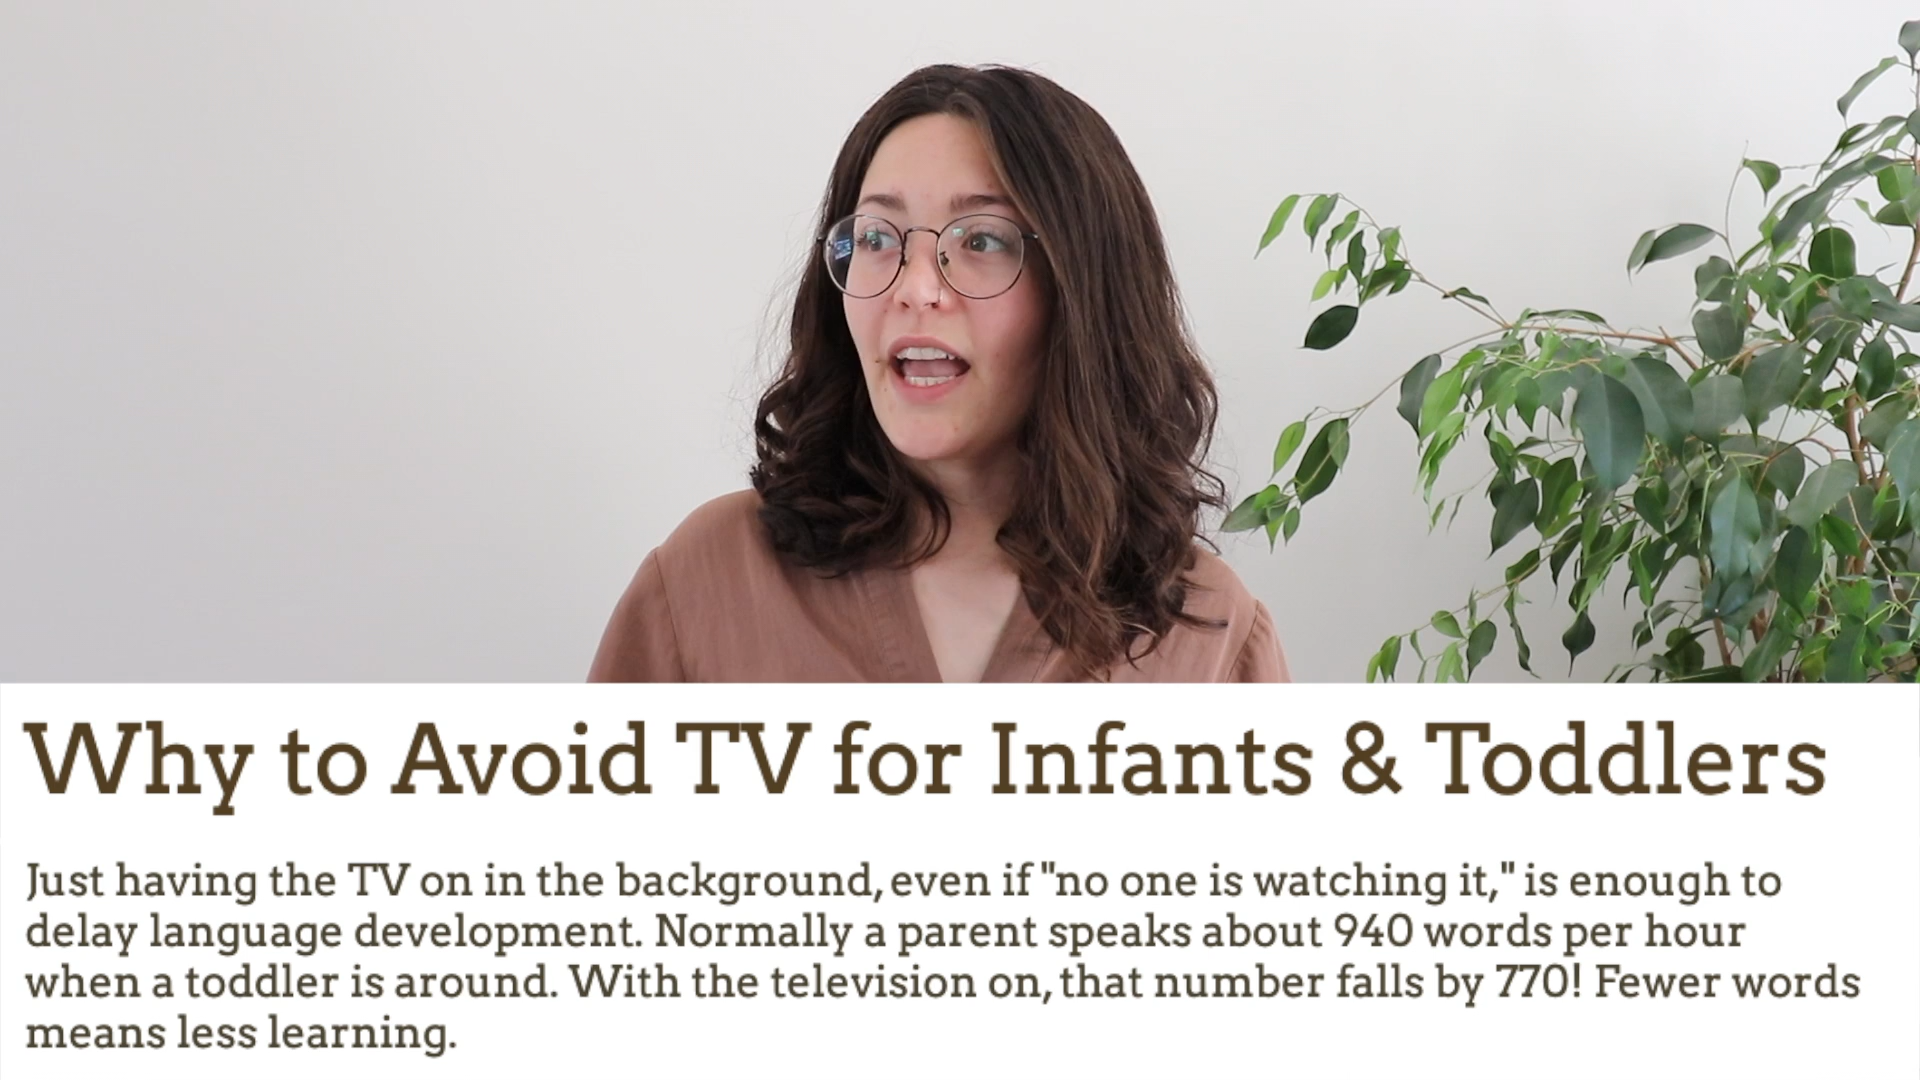 Why to Avoid TV for Infants & Toddlers
Just having the TV on in the background, even if "no one is watching it," is enough to
delay language development. Normally a parent speaks about 940 words per hour
when a toddler is around. With the television on, that number falls by 770! Fewer words
means less learning.